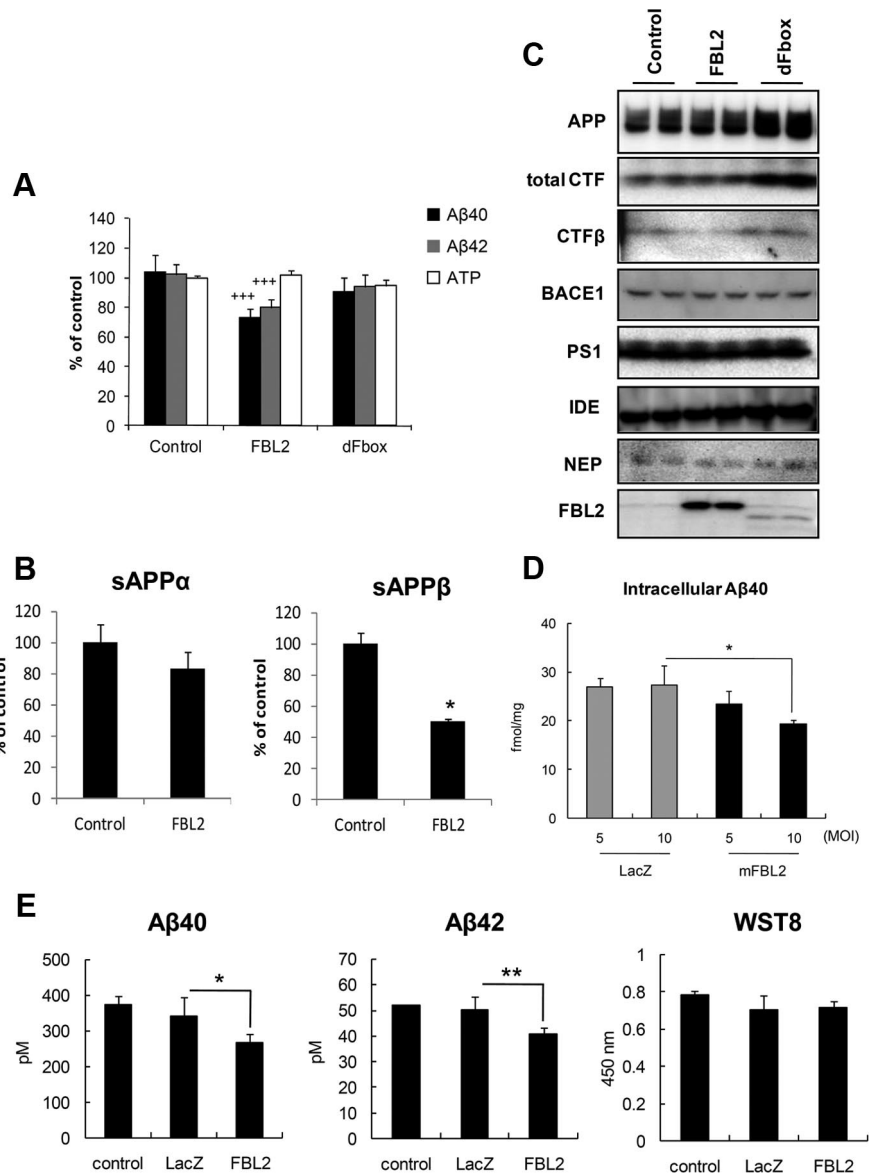 A
140
120
100
80
60
40
20
0
% of control
+++
+++
Control FBL2 dFbox
Aβ40
Aβ42
ATP
C
Control FBL2 dFbox
APP
total CTF
CTFβ
BACE1
PS1
IDE
NEP
FBL2
B
sAPPα
120
100
80
60
40
20
0
% of control
Control FBL2
sAPPβ
120
100
80
60
40
20
0
% of control
*
Control FBL2
D
Intracellular Aβ40
40
30
20
10
0
fmol/mg
*
5 10 5 10 (MOI)
LacZ mFBL2
E
Aβ40
500
400
300
200
100
0
pM
*
control LacZ FBL2
Aβ42
70
60
50
40
30
20
10
0
pM
**
control LacZ FBL2
WST8
1
0.8
0.6
0.4
0.2
0
450 nm
control LacZ FBL2